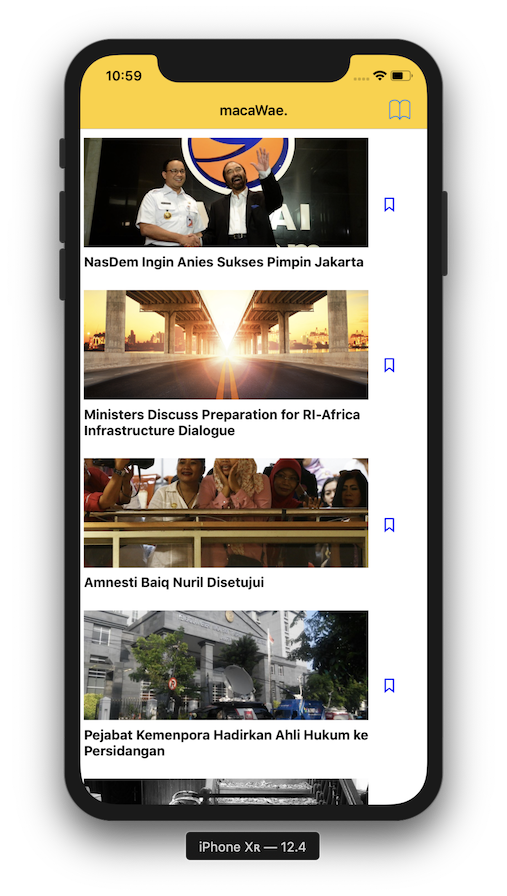 10:59
macaWae.
NasDem Ingin Anies Sukses Pimpin Jakarta
Ministers Discuss Preparation for RI-Africa
Infrastructure Dialogue
Amnesti Baiq Nuril Disetujui
Pejabat Kemenpora Hadirkan Ahli Hukum ke
Persidangan
iPhone Xʀ — 12.4